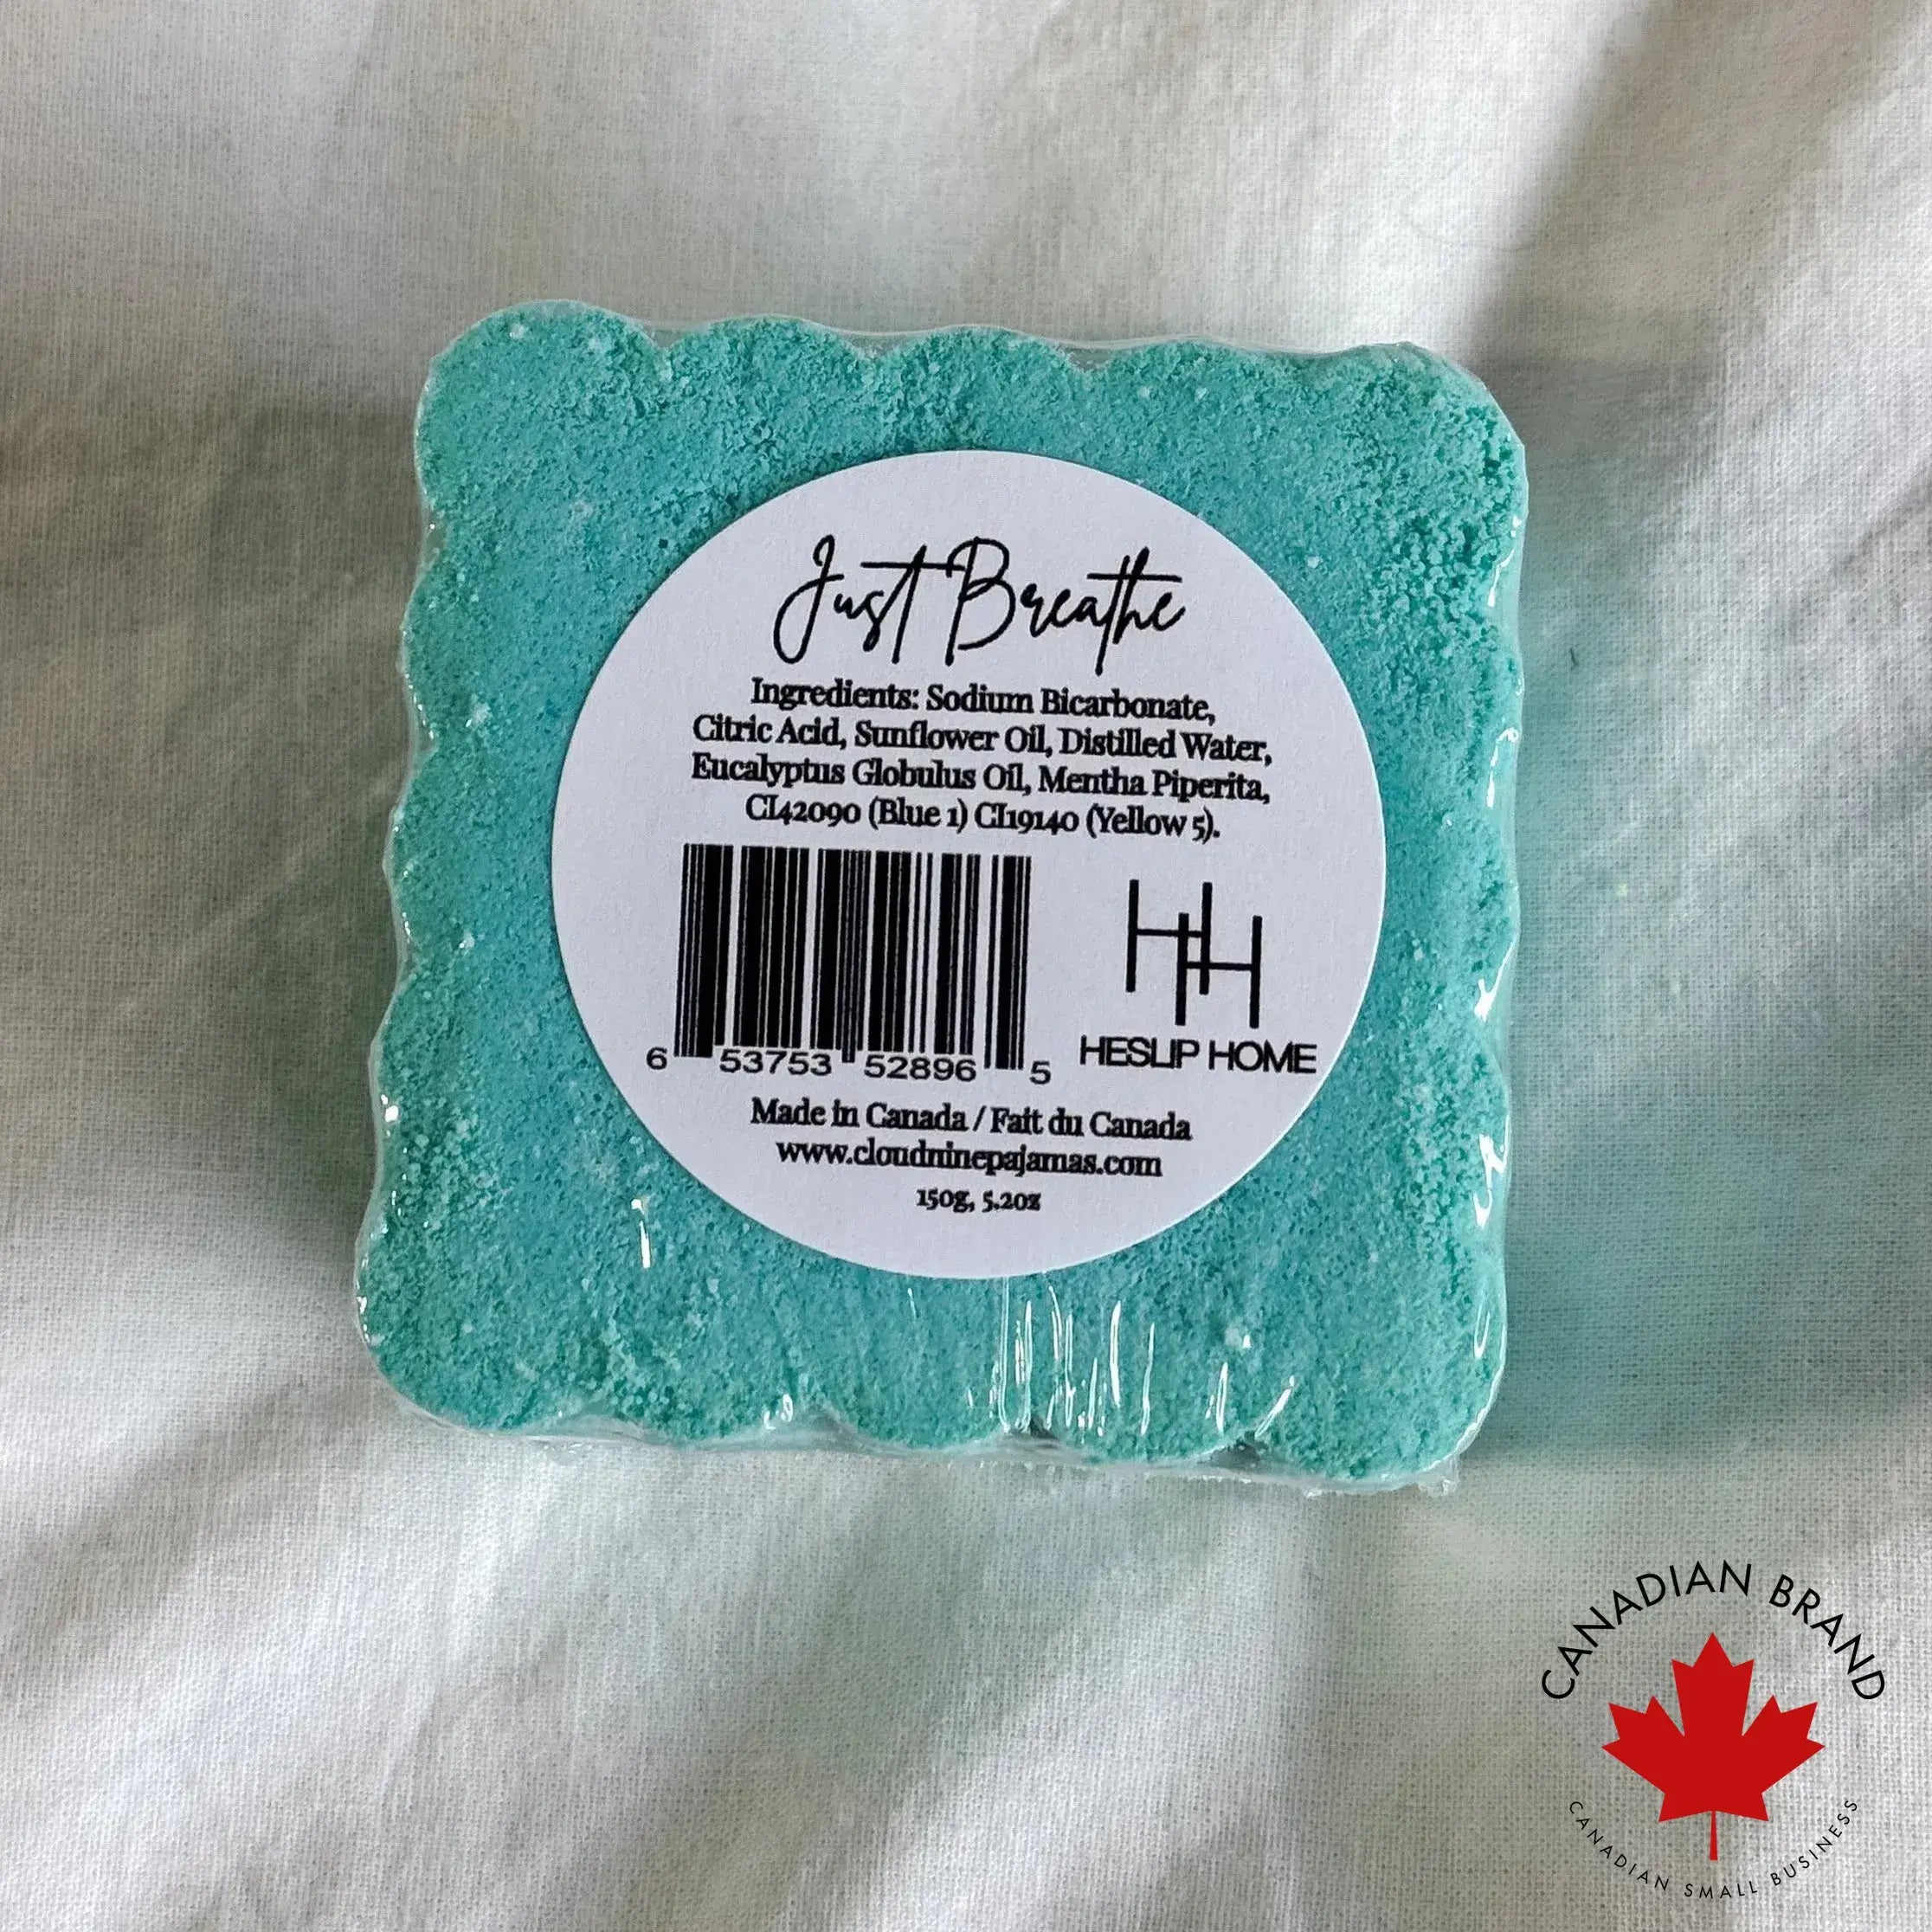 Just Breathe
Ingredients: Sodium Bicarbonate,
Citric Acid, Sunflower Oil, Distilled Water,
Eucalyptus Globulus Oil, Mentha Piperita,
CI42090 (Blue 1) CI19140 (Yellow 5).
HH
6 53753 52896 5
HESLIP HOME
Made in Canada / Fait du Canada
www.cloudninepajamas.com
150g, 5.2oz
CANADIAN BRAND
CANADIAN SMALL BUSINESS